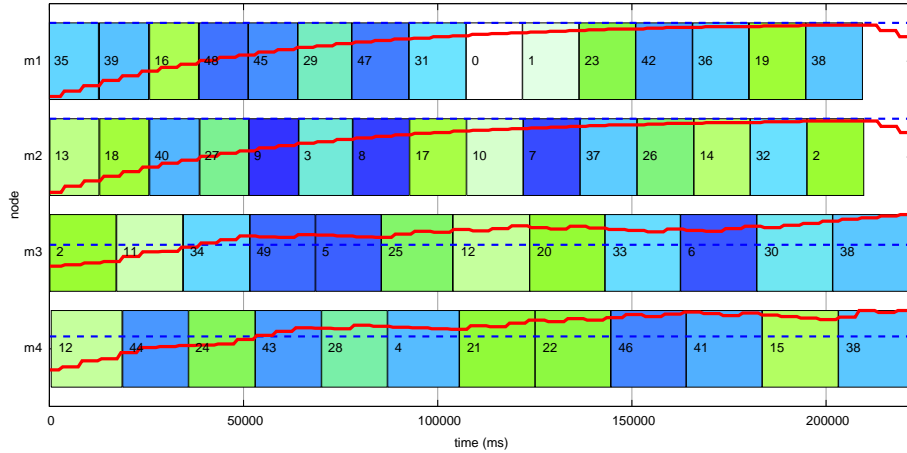 m1 35 39 16 48 45 29 47 31 0 1 23 42 36 19 38
m2 13 18 40 27 9 3 8 17 10 7 37 26 14 32 2
node
m3 2 11 34 49 5 25 12 20 33 6 30 38
m4 12 44 24 43 28 4 21 22 46 41 15 38
0 50000 100000 150000 200000
time (ms)